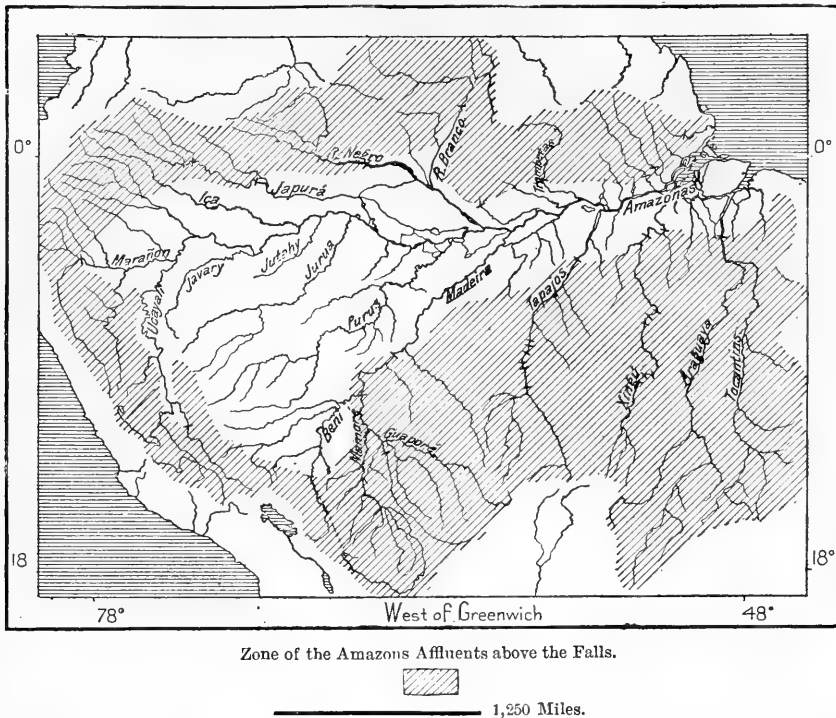 0°
0°
R. Negro
R. Branco
Trombetas
Japurá
Iça
Amazonas
Marañon
Javary
Jutahy
Jurua
Ucayali
Purus
Madeira
Tapajos
Xingu
Araguaya
Tocantins
Beni
Mamoré
Guaporé
18
18°
78°
West of Greenwich
48°
Zone of the Amazons Affluents above the Falls.
1,250 Miles.